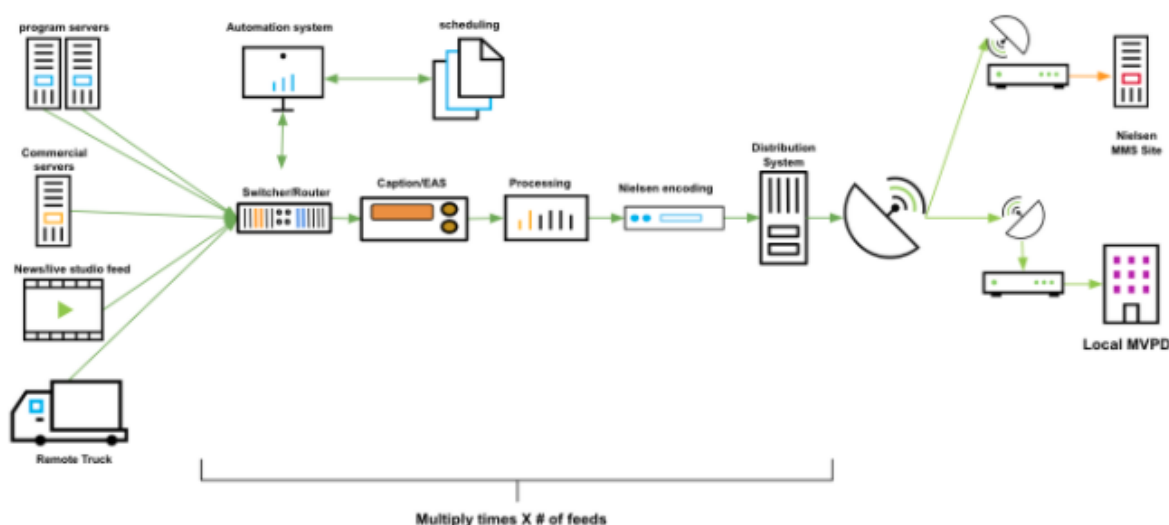 program servers
Automation system
scheduling
Nielsen
MMS Site
Commercial
servers
Distribution
System
Switcher/Router
Caption/EAS
Processing
Nielsen encoding
News/live studio feed
Local MVPD
Remote Truck
Multiply times X # of feeds